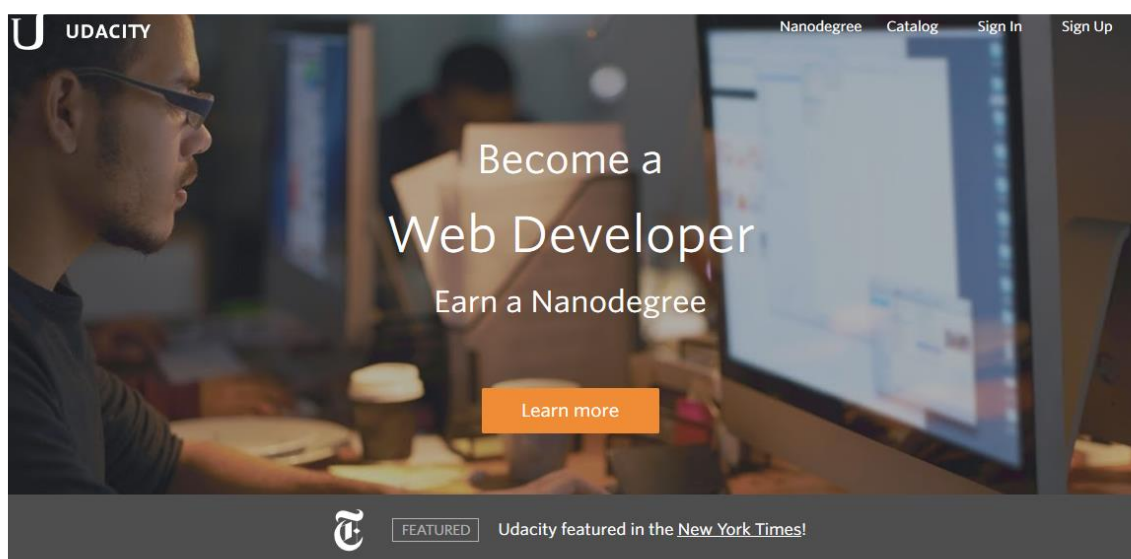 U UDACITY Nanodegree Catalog Sign In Sign Up
Become a
Web Developer
Earn a Nanodegree
Learn more
T FEATURED Udacity featured in the New York Times!